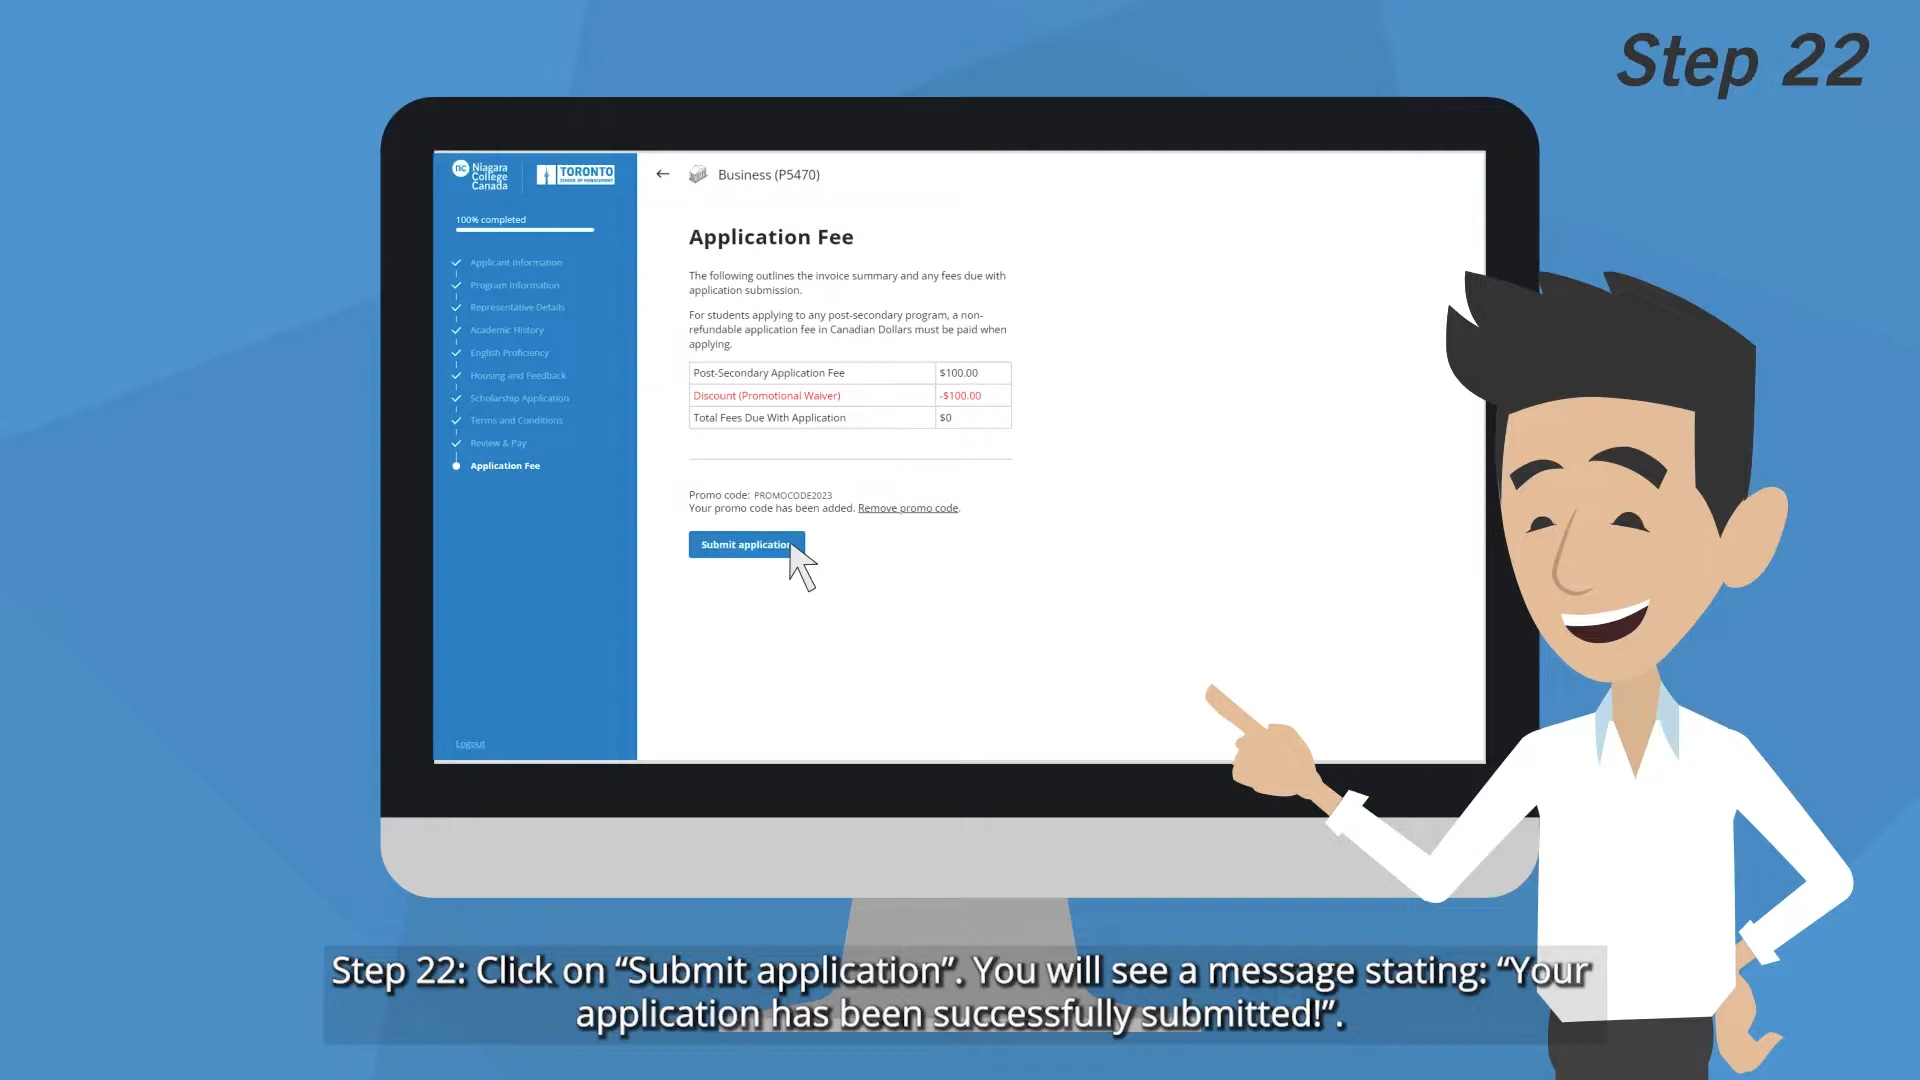 Step 22
nc Niagara College Canada
TORONTO
SCHOOL OF MANAGEMENT
100% completed
Applicant Information
Program Information
Representative Details
Academic History
English Proficiency
Housing and Feedback
Scholarship Application
Terms and Conditions
Review & Pay
Application Fee
Logout
Business (P5470)
Application Fee
The following outlines the invoice summary and any fees due with
application submission.
For students applying to any post-secondary program, a non-
refundable application fee in Canadian Dollars must be paid when
applying.
Post-Secondary Application Fee $100.00
Discount (Promotional Waiver) -$100.00
Total Fees Due With Application $0
Promo code: PROMOCODE2023
Your promo code has been added. Remove promo code.
Submit application
Step 22: Click on “Submit application”. You will see a message stating: “Your
application has been successfully submitted!”.